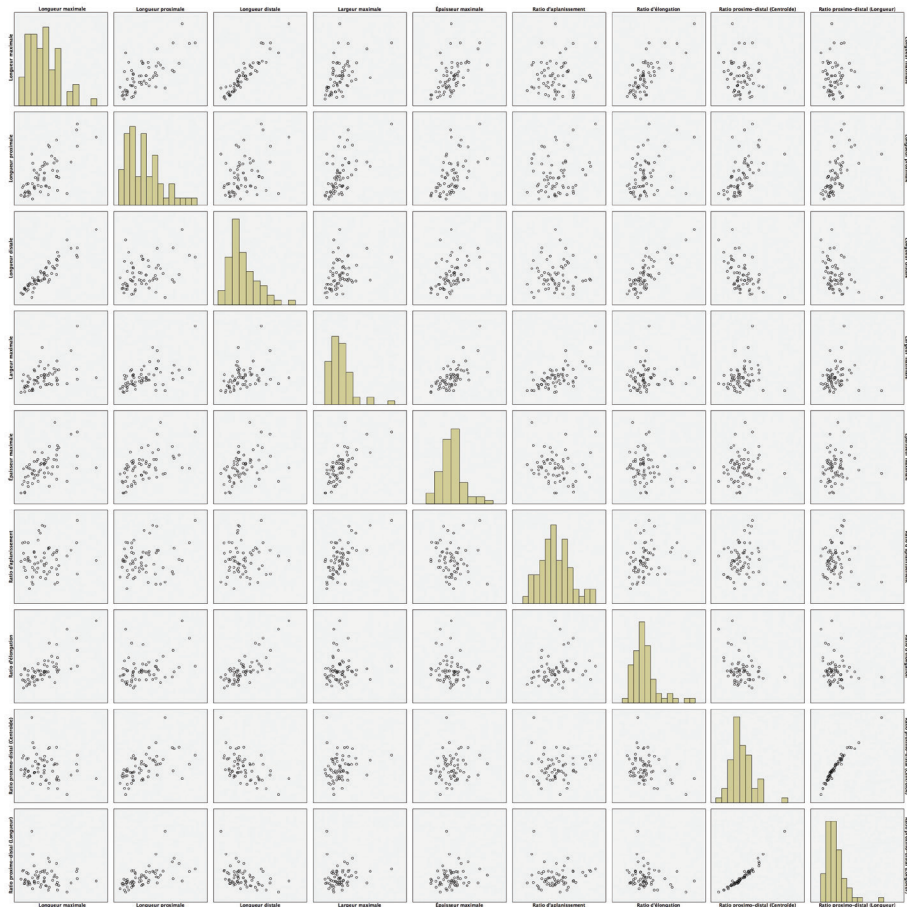 Longueur maximale Longueur proximale Longueur distale Largeur maximale Épaisseur maximale Ratio d'aplanissement Ratio d'élongation Ratio proximo-distal (Centroïde) Ratio proximo-distal (Longueur)
Longueur maximale
Longueur proximale
Longueur distale
Largeur maximale
Épaisseur maximale
Ratio d'aplanissement
Ratio d'élongation
Ratio proximo-distal (Centroïde)
Ratio proximo-distal (Longueur)
Longueur maximale Longueur proximale Longueur distale Largeur maximale Épaisseur maximale Ratio d'aplanissement Ratio d'élongation Ratio proximo-distal (Centroïde) Ratio proximo-distal (Longueur)